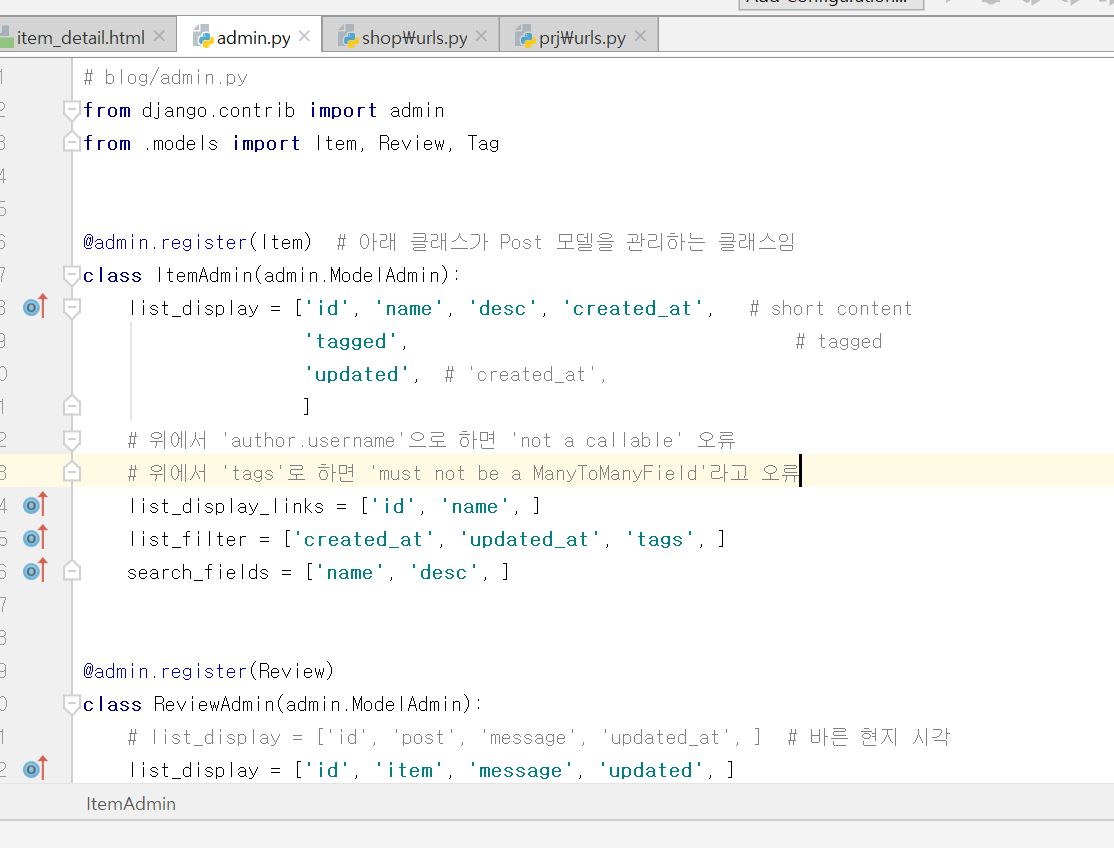 item_detail.html admin.py shop₩urls.py prj₩urls.py
# blog/admin.py
from django.contrib import admin
from .models import Item, Review, Tag
@admin.register(Item)  # 아래 클래스가 Post 모델을 관리하는 클래스임
class ItemAdmin(admin.ModelAdmin):
list_display = ['id', 'name', 'desc', 'created_at',   # short content
'tagged',   # tagged
'updated',  # 'created_at',
]
# 위에서 'author.username'으로 하면 'not a callable' 오류
# 위에서 'tags'로 하면 'must not be a ManyToManyField'라고 오류
list_display_links = ['id', 'name', ]
list_filter = ['created_at', 'updated_at', 'tags', ]
search_fields = ['name', 'desc', ]
@admin.register(Review)
class ReviewAdmin(admin.ModelAdmin):
# list_display = ['id', 'post', 'message', 'updated_at', ]  # 바른 현지 시각
list_display = ['id', 'item', 'message', 'updated', ]
ItemAdmin